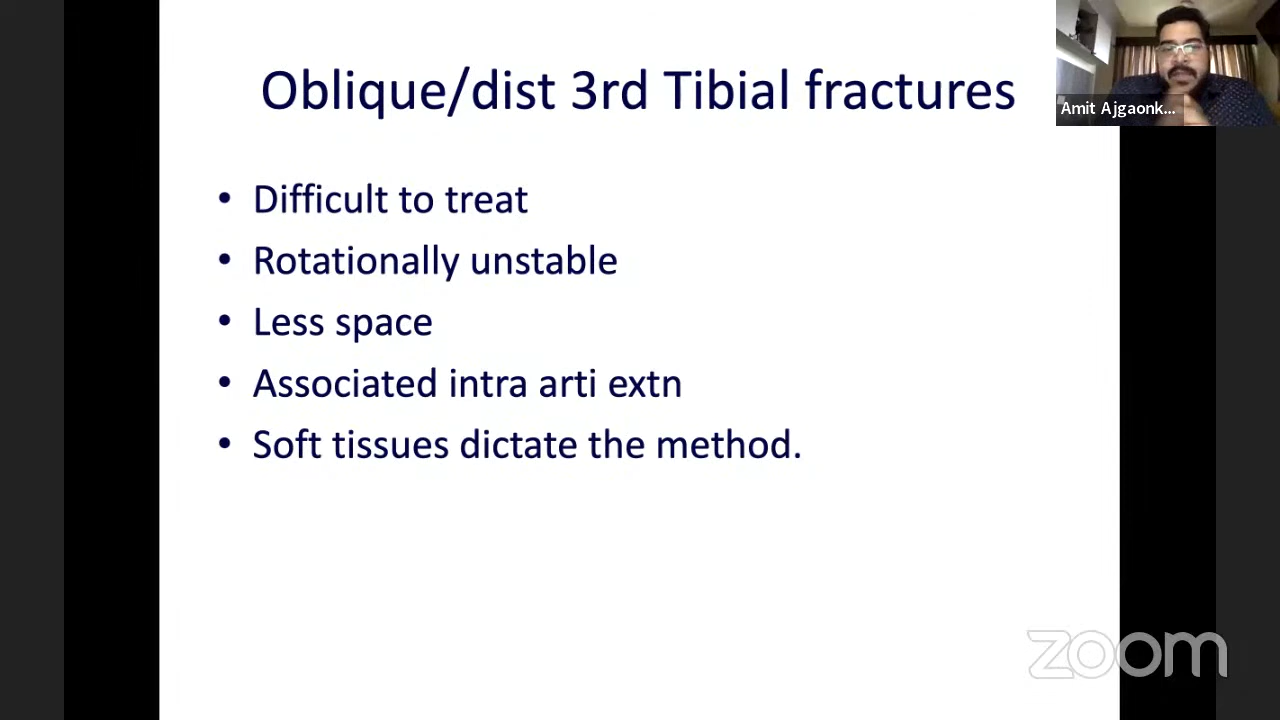 Oblique/dist 3rd Tibial fractures
Amit Ajgaonk...
• Difficult to treat
• Rotationally unstable
• Less space
• Associated intra arti extn
• Soft tissues dictate the method.
zoom